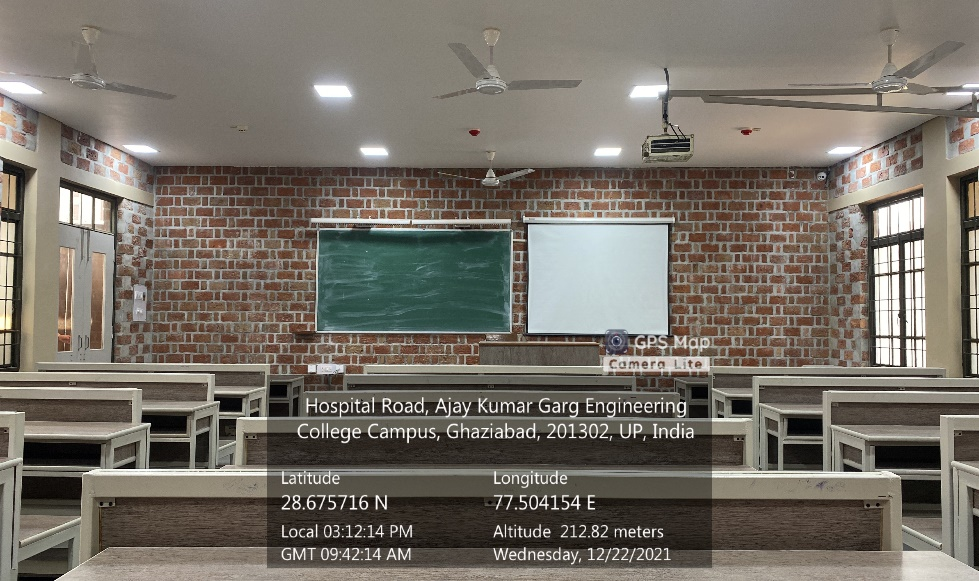 GPS Map
Camera Lite
Hospital Road, Ajay Kumar Garg Engineering
College Campus, Ghaziabad, 201302, UP, India
Latitude
28.675716 N
Longitude
77.504154 E
Local 03:12:14 PM
GMT 09:42:14 AM
Altitude 212.82 meters
Wednesday, 12/22/2021